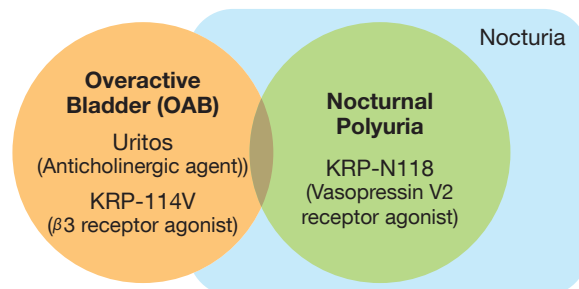 Nocturia
Overactive
Bladder (OAB)
Uritos
(Anticholinergic agent))
KRP-114V
(β3 receptor agonist)
Nocturnal
Polyuria
KRP-N118
(Vasopressin V2
receptor agonist)